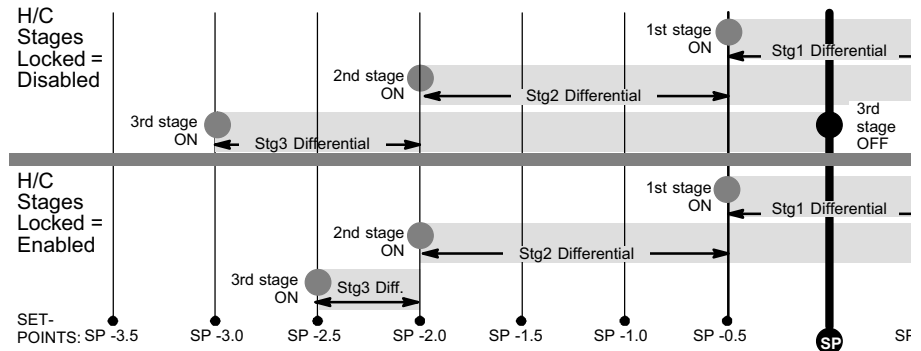 H/C
Stages
Locked =
Disabled
1st stage
ON
Stg1 Differential
2nd stage
ON
Stg2 Differential
3rd stage
ON
Stg3 Differential
3rd
stage
OFF
H/C
Stages
Locked =
Enabled
1st stage
ON
Stg1 Differential
2nd stage
ON
Stg2 Differential
3rd stage
ON
Stg3 Diff.
SET-
POINTS: SP -3.5 SP -3.0 SP -2.5 SP -2.0 SP -1.5 SP -1.0 SP -0.5 SP SP